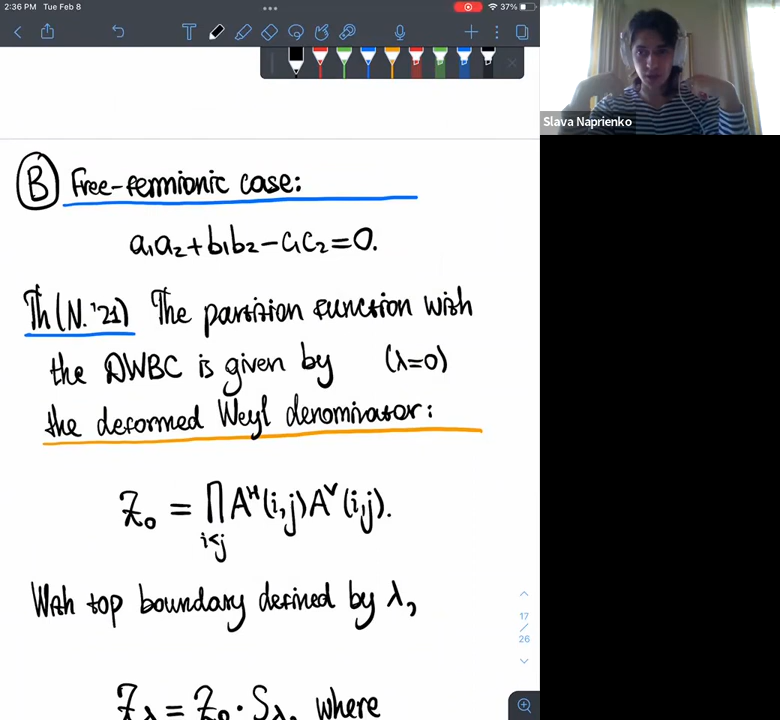 2:36 PM Tue Feb 8
37%
T
Slava Naprienko
B Free-fermionic case:
a₁a₂+b₁b₂-c₁c₂=0.
Th(N.'21) The partition function with
the DWBC is given by (λ=0)
the deformed Weyl denominator:
Z₀ = ∏ Aᴴ(i,j)Aⱽ(i,j).
i<j
With top boundary defined by λ,
17
/
26
Z_λ = Z₀ · S_λ, where